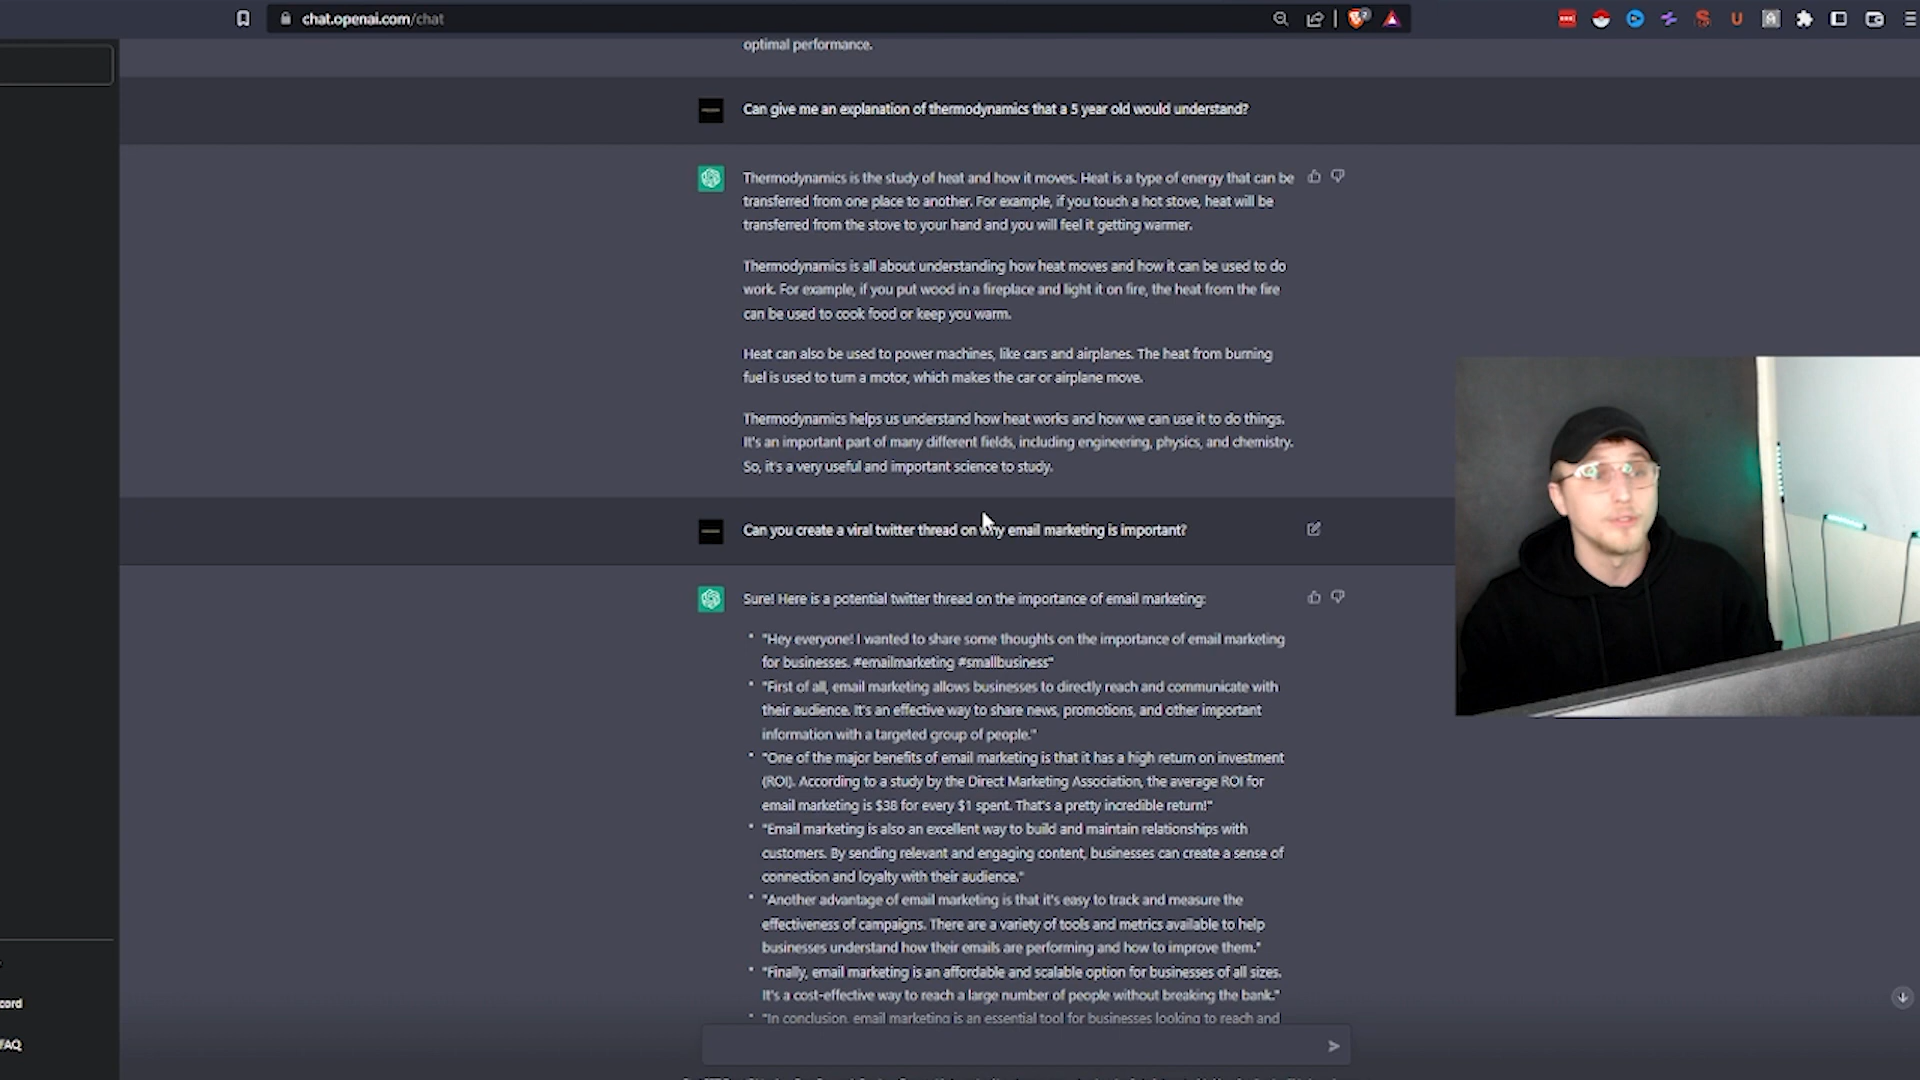 chat.openai.com/chat
optimal performance.
Can give me an explanation of thermodynamics that a 5 year old would understand?
Thermodynamics is the study of heat and how it moves. Heat is a type of energy that can be
transferred from one place to another. For example, if you touch a hot stove, heat will be
transferred from the stove to your hand and you will feel it getting warmer.
Thermodynamics is all about understanding how heat moves and how it can be used to do
work. For example, if you put wood in a fireplace and light it on fire, the heat from the fire
can be used to cook food or keep you warm.
Heat can also be used to power machines, like cars and airplanes. The heat from burning
fuel is used to turn a motor, which makes the car or airplane move.
Thermodynamics helps us understand how heat works and how we can use it to do things.
It's an important part of many different fields, including engineering, physics, and chemistry.
So, it's a very useful and important science to study.
Can you create a viral twitter thread on why email marketing is important?
Sure! Here is a potential twitter thread on the importance of email marketing:
• "Hey everyone! I wanted to share some thoughts on the importance of email marketing
for businesses. #emailmarketing #smallbusiness"
• "First of all, email marketing allows businesses to directly reach and communicate with
their audience. It's an effective way to share news, promotions, and other important
information with a targeted group of people."
• "One of the major benefits of email marketing is that it has a high return on investment
(ROI). According to a study by the Direct Marketing Association, the average ROI for
email marketing is $38 for every $1 spent. That's a pretty incredible return!"
• "Email marketing is also an excellent way to build and maintain relationships with
customers. By sending relevant and engaging content, businesses can create a sense of
connection and loyalty with their audience."
• "Another advantage of email marketing is that it's easy to track and measure the
effectiveness of campaigns. There are a variety of tools and metrics available to help
businesses understand how their emails are performing and how to improve them."
• "Finally, email marketing is an affordable and scalable option for businesses of all sizes.
It's a cost-effective way to reach a large number of people without breaking the bank."
• "In conclusion, email marketing is an essential tool for businesses looking to reach and
cord
FAQ